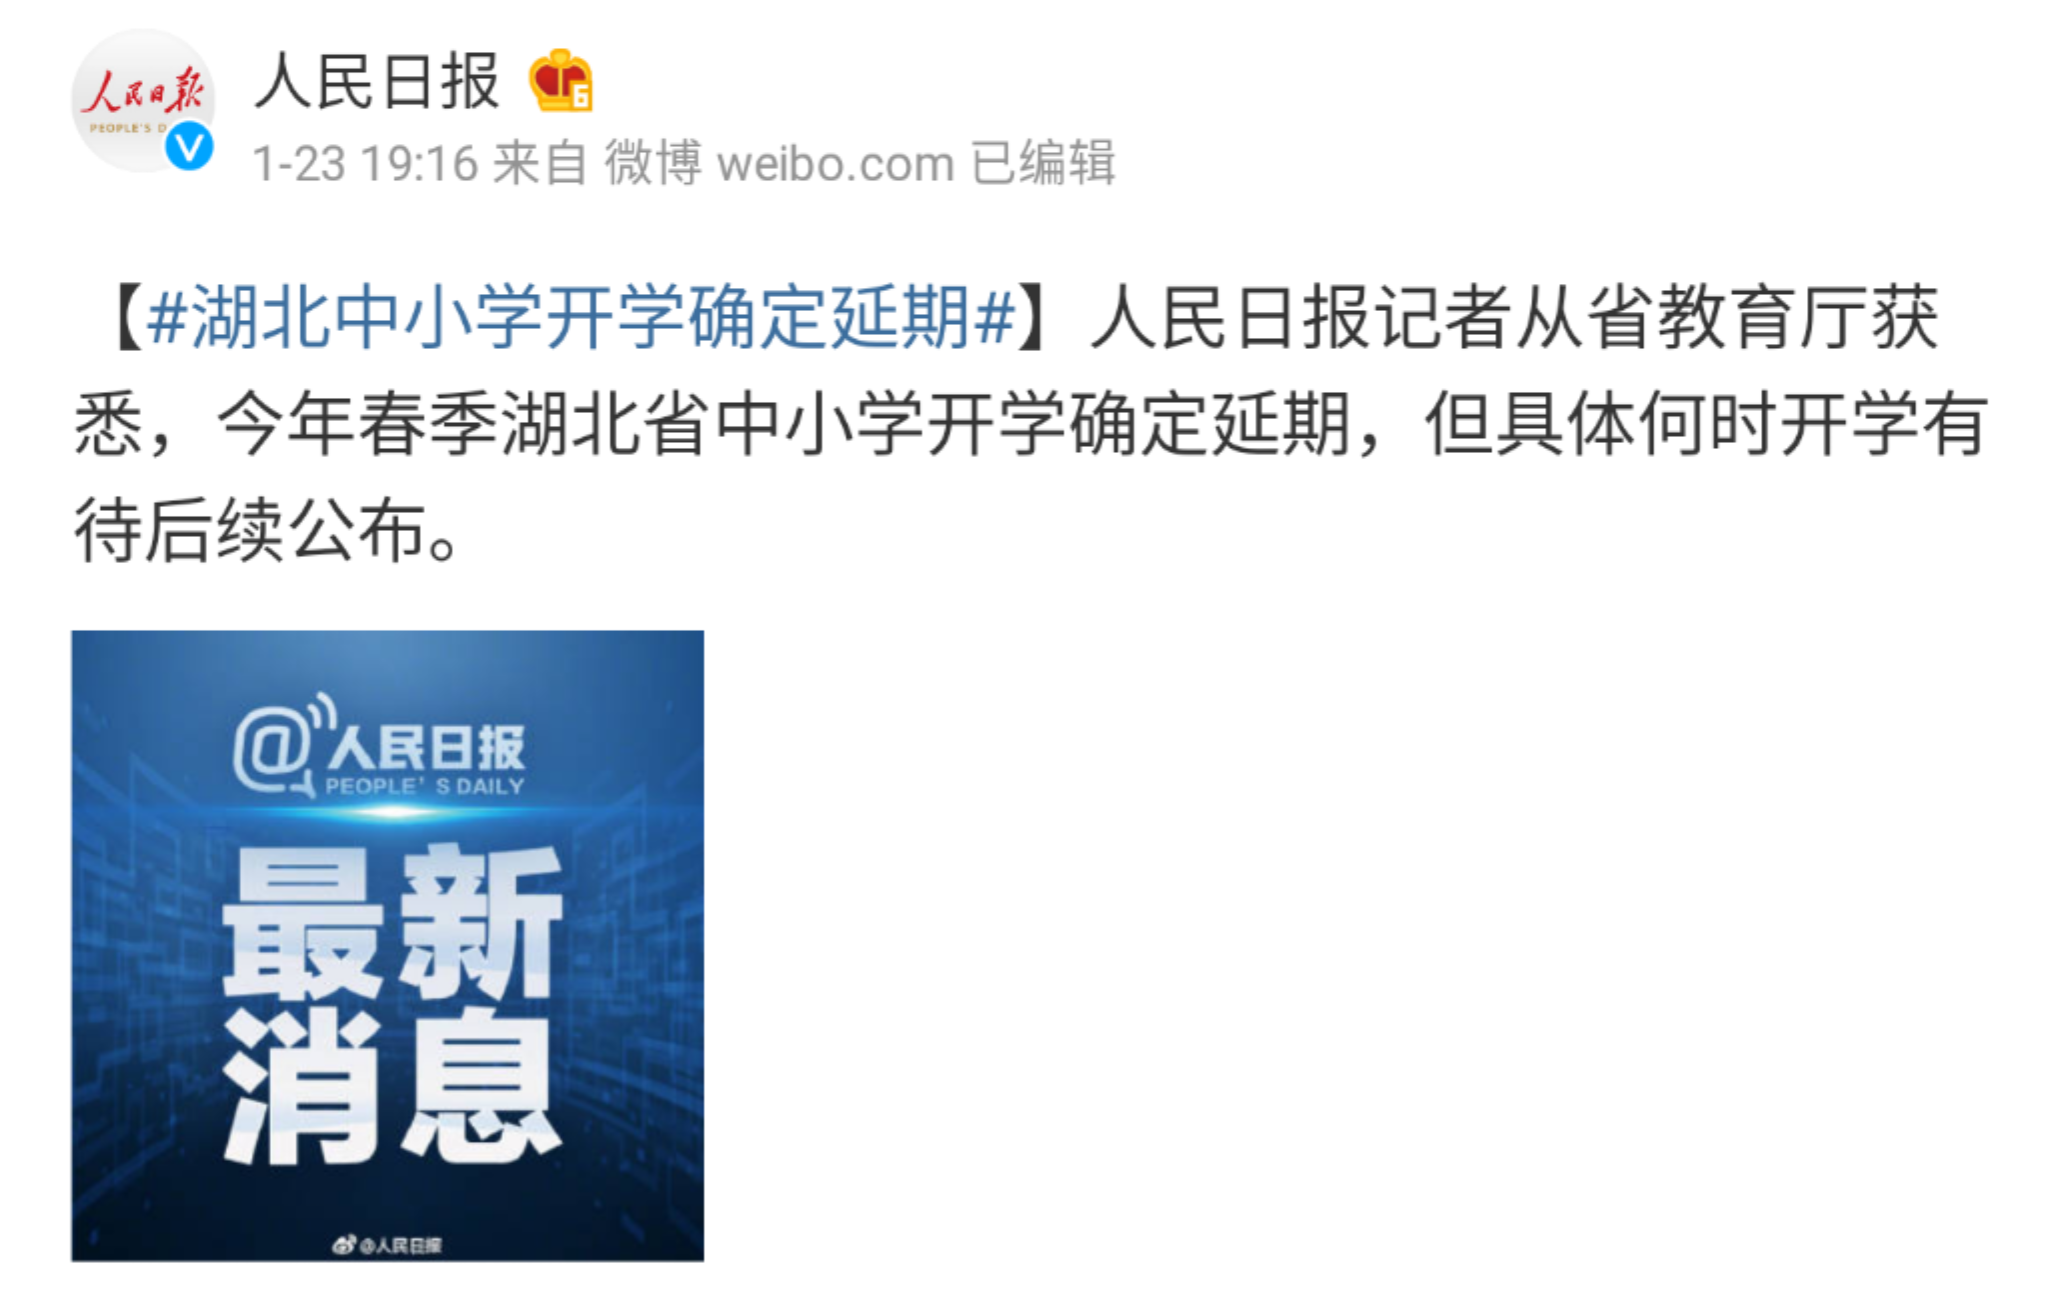 人民日报
PEOPLE'S D
人民日报
1-23 19:16 来自 微博 weibo.com 已编辑
【#湖北中小学开学确定延期#】人民日报记者从省教育厅获
悉，今年春季湖北省中小学开学确定延期，但具体何时开学有
待后续公布。
@人民日报
PEOPLE'S DAILY
最新
消息
@人民日报